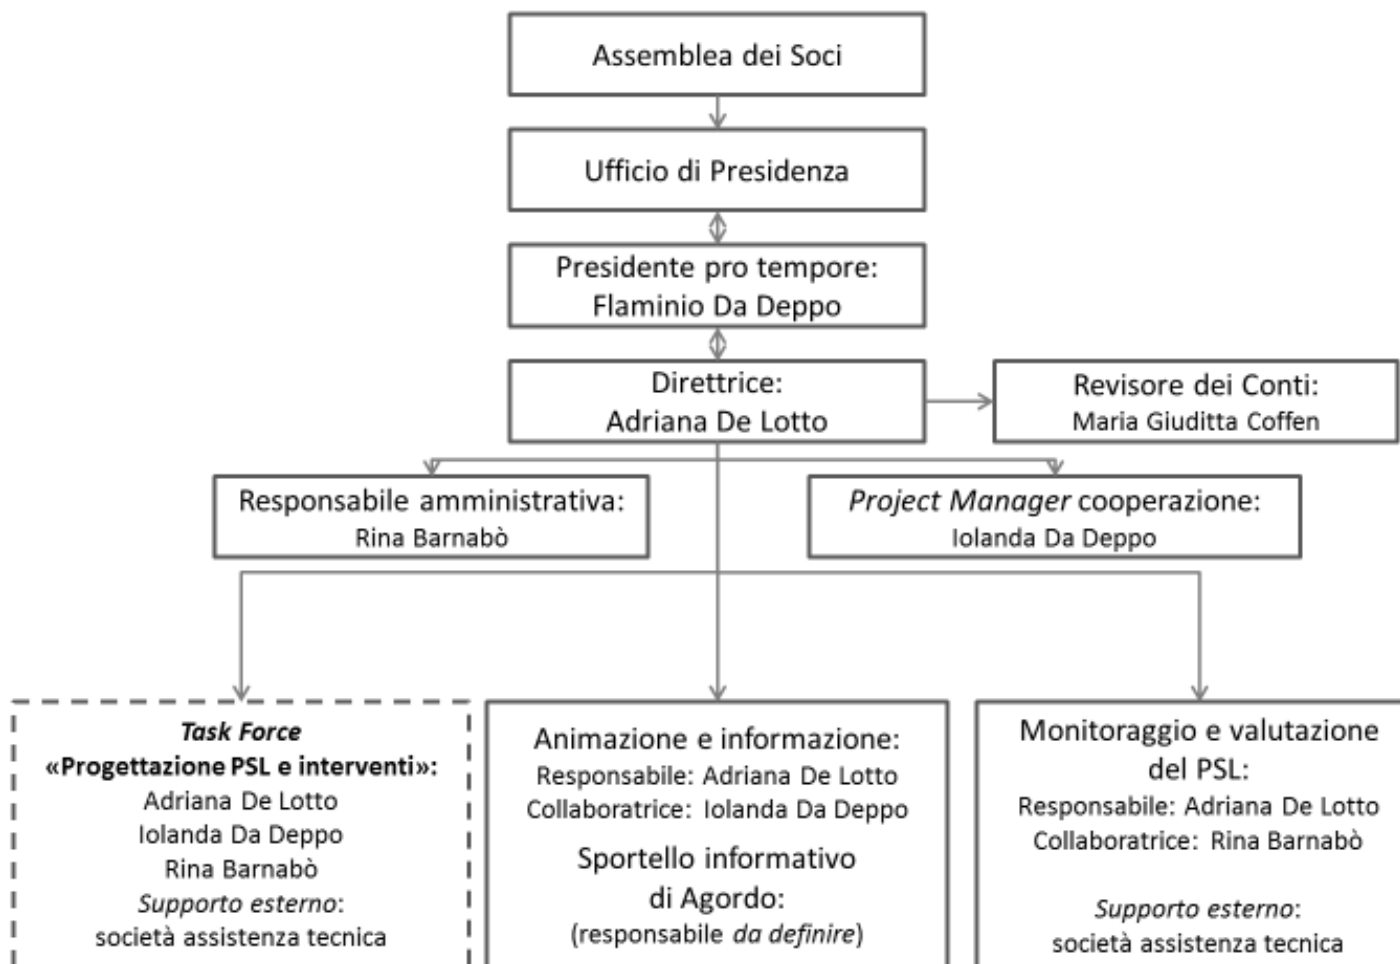 Assemblea dei Soci
Ufficio di Presidenza
Presidente pro tempore:
Flaminio Da Deppo
Direttrice:
Adriana De Lotto
Revisore dei Conti:
Maria Giuditta Coffen
Responsabile amministrativa:
Rina Barnabò
Project Manager cooperazione:
Iolanda Da Deppo
Task Force
«Progettazione PSL e interventi»:
Adriana De Lotto
Iolanda Da Deppo
Rina Barnabò
Supporto esterno:
società assistenza tecnica
Animazione e informazione:
Responsabile: Adriana De Lotto
Collaboratrice: Iolanda Da Deppo
Sportello informativo
di Agordo:
(responsabile da definire)
Monitoraggio e valutazione
del PSL:
Responsabile: Adriana De Lotto
Collaboratrice: Rina Barnabò
Supporto esterno:
società assistenza tecnica